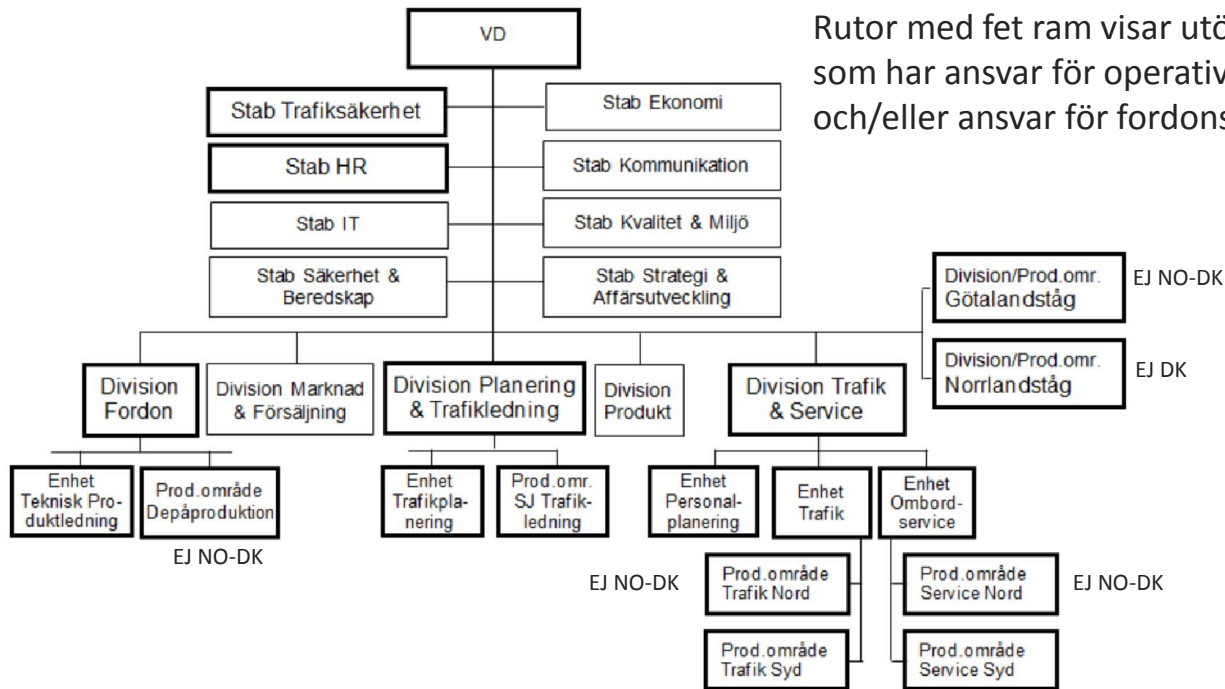 VD
Rutor med fet ram visar utö
som har ansvar för operativ
och/eller ansvar för fordons
Stab Trafiksäkerhet
Stab Ekonomi
Stab HR
Stab Kommunikation
Stab IT
Stab Kvalitet & Miljö
Stab Säkerhet &
Beredskap
Stab Strategi &
Affärsutveckling
Division/Prod.omr.
Götalandståg
EJ NO-DK
Division/Prod.omr.
Norrlandståg
EJ DK
Division
Fordon
Division Marknad
& Försäljning
Division Planering
& Trafikledning
Division
Produkt
Division Trafik
& Service
Enhet
Teknisk Pro-
duktledning
Prod.område
Depåproduktion
EJ NO-DK
Enhet
Trafikpla-
nering
Prod.omr.
SJ Trafik-
ledning
Enhet
Personal-
planering
Enhet
Trafik
Enhet
Ombord-
service
EJ NO-DK
Prod.område
Trafik Nord
Prod.område
Service Nord
EJ NO-DK
Prod.område
Trafik Syd
Prod.område
Service Syd